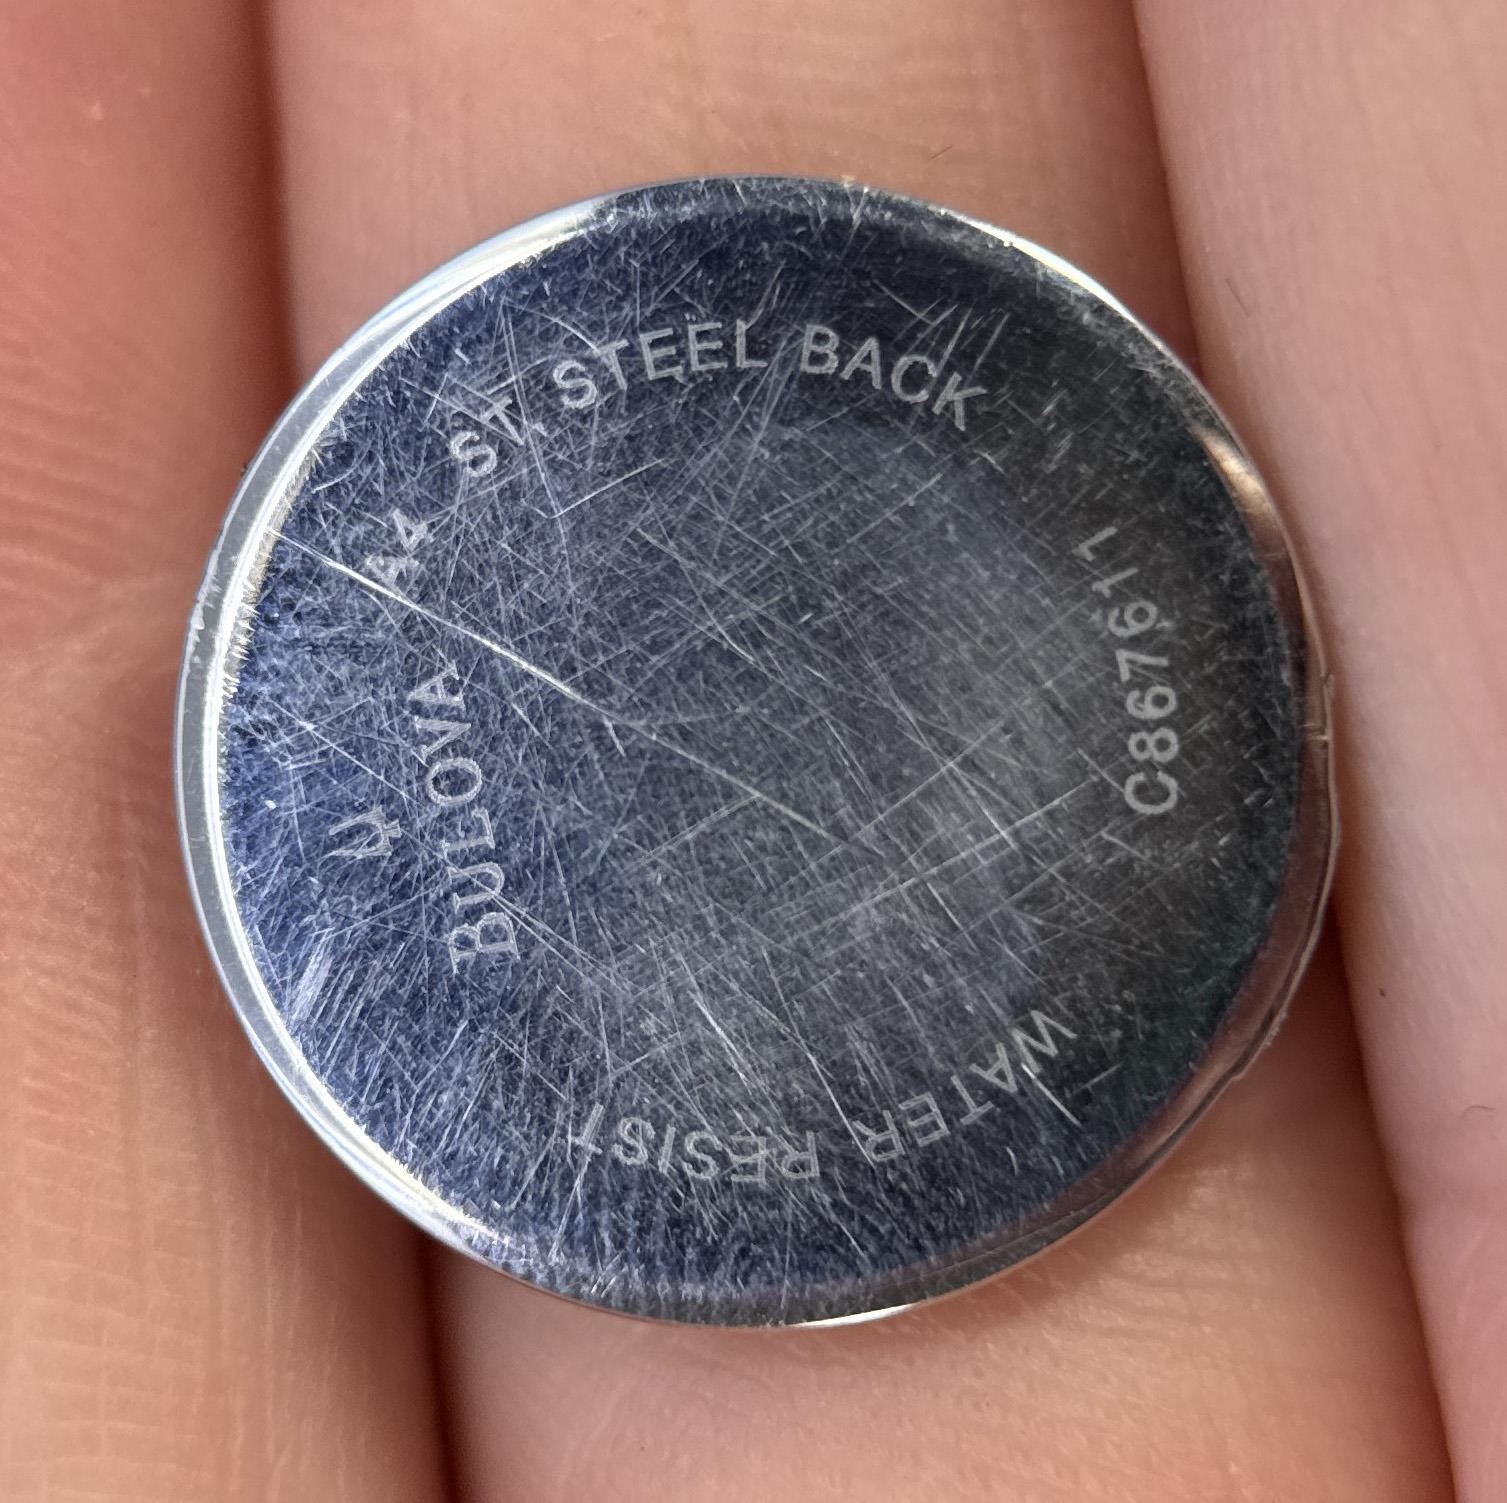 ST. STEEL BACK
C867611
WATER RESIST
BULOVA
A4